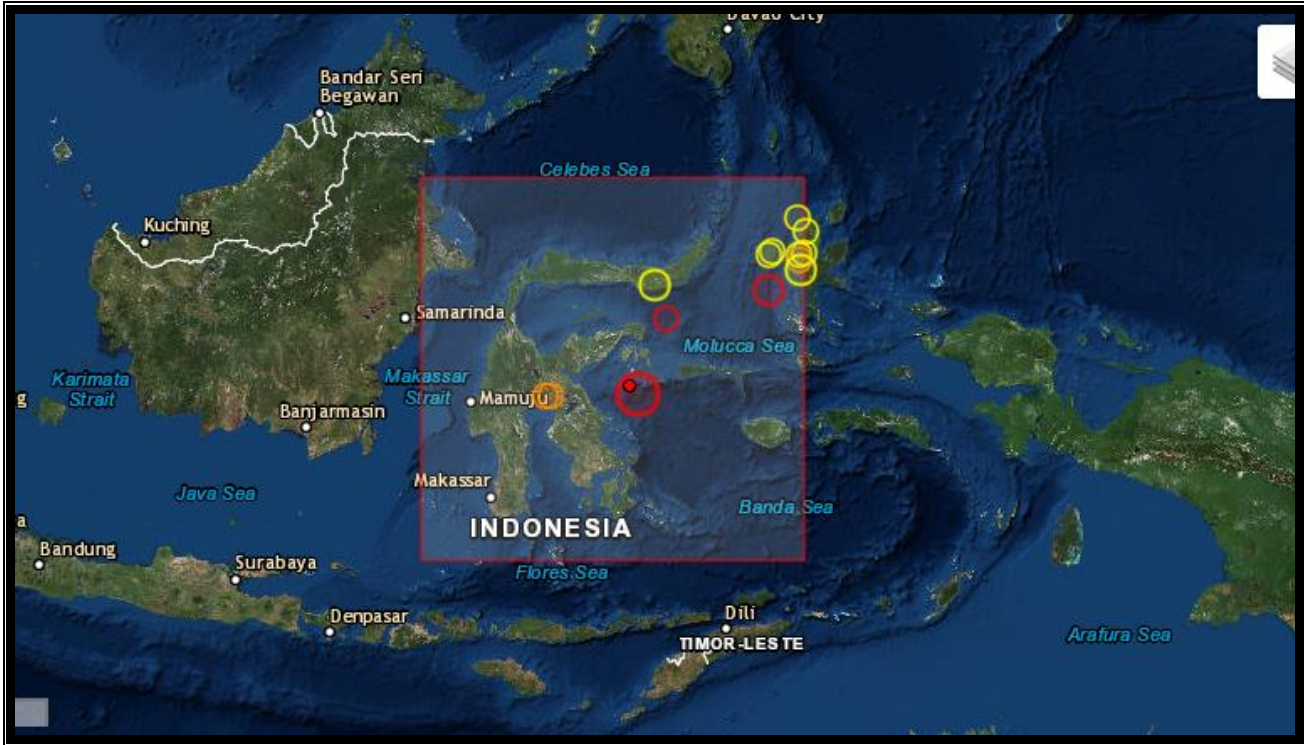 Davao City
Bandar Seri
Begawan
Celebes Sea
Kuching
Samarinda
Molucca Sea
Karimata
Strait
Makassar
Strait
g
Mamuju
Banjarmasin
Makassar
Java Sea
Banda Sea
INDONESIA
a
Bandung
Surabaya
Flores Sea
Denpasar
Dili
TIMOR-LESTE
Arafura Sea